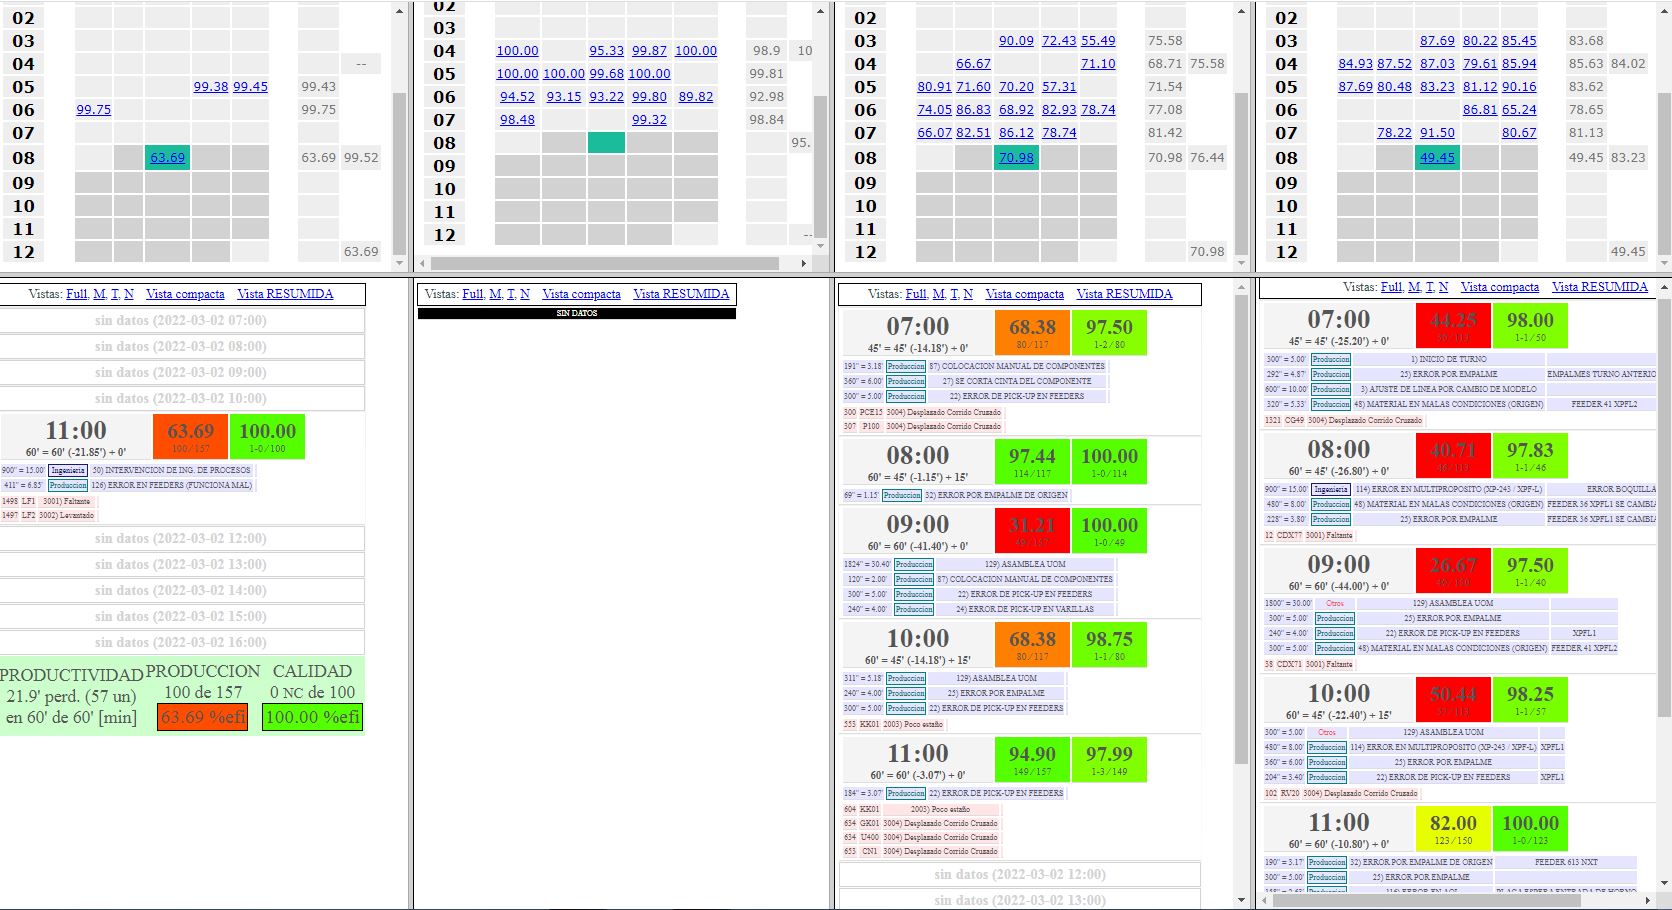 02
03
04 --
05 99.38 99.45 99.43
06 99.75 99.75
07
08 63.69 63.69 99.52
09
10
11
12 63.69
02
03
04 100.00 95.33 99.87 100.00 98.9 10
05 100.00 100.00 99.68 100.00 99.81
06 94.52 93.15 93.22 99.80 89.82 92.98
07 98.48 99.32 98.84
08 95.
09
10
11
12 --
02
03 90.09 72.43 55.49 75.58
04 66.67 71.10 68.71 75.58
05 80.91 71.60 70.20 57.31 71.54
06 74.05 86.83 68.92 82.93 78.74 77.08
07 66.07 82.51 86.12 78.74 81.42
08 70.98 70.98 76.44
09
10
11
12 70.98
02
03 87.69 80.22 85.45 83.68
04 84.93 87.52 87.03 79.61 85.94 85.63 84.02
05 87.69 80.48 83.23 81.12 90.16 83.62
06 86.81 65.24 78.65
07 78.22 91.50 80.67 81.13
08 49.45 49.45 83.23
09
10
11
12 49.45
Vistas: Full, M, T, N Vista compacta Vista RESUMIDA
sin datos (2022-03-02 07:00)
sin datos (2022-03-02 08:00)
sin datos (2022-03-02 09:00)
sin datos (2022-03-02 10:00)
11:00 63.69 100.00
60' = 60' (-21.85') + 0' 100/157 1-0/100
900" = 15.00' Ingenieria 50) INTERVENCION DE ING. DE PROCESOS
411" = 6.85' Produccion 126) ERROR EN FEEDERS (FUNCIONA MAL)
1498 LF1 3001) Faltante
1497 LF2 3002) Levantado
sin datos (2022-03-02 12:00)
sin datos (2022-03-02 13:00)
sin datos (2022-03-02 14:00)
sin datos (2022-03-02 15:00)
sin datos (2022-03-02 16:00)
PRODUCTIVIDAD PRODUCCION CALIDAD
21.9' perd. (57 un) 100 de 157 0 NC de 100
en 60' de 60' [min] 63.69 %efi 100.00 %efi
Vistas: Full, M, T, N Vista compacta Vista RESUMIDA
SIN DATOS
Vistas: Full, M, T, N Vista compacta Vista RESUMIDA
07:00 68.38 97.50
45' = 45' (-14.18') + 0' 80/117 1-2/80
191" = 3.18' Produccion 87) COLOCACION MANUAL DE COMPONENTES
360" = 6.00' Produccion 27) SE CORTA CINTA DEL COMPONENTE
300" = 5.00' Produccion 22) ERROR DE PICK-UP EN FEEDERS
300 PCE15 3004) Desplazado Corrido Cruzado
307 P100 3004) Desplazado Corrido Cruzado
08:00 97.44 100.00
60' = 45' (-1.15') + 15' 114/117 1-0/114
69" = 1.15' Produccion 32) ERROR POR EMPALME DE ORIGEN
09:00 31.21 100.00
60' = 60' (-41.40') + 0' 49/157 1-0/49
1824" = 30.40' Produccion 129) ASAMBLEA UOM
120" = 2.00' Produccion 87) COLOCACION MANUAL DE COMPONENTES
300" = 5.00' Produccion 22) ERROR DE PICK-UP EN FEEDERS
240" = 4.00' Produccion 24) ERROR DE PICK-UP EN VARILLAS
10:00 68.38 98.75
60' = 45' (-14.18') + 15' 80/117 1-1/80
311" = 5.18' Produccion 129) ASAMBLEA UOM
240" = 4.00' Produccion 25) ERROR POR EMPALME
300" = 5.00' Produccion 22) ERROR DE PICK-UP EN FEEDERS
553 KK01 2003) Poco estaño
11:00 94.90 97.99
60' = 60' (-3.07') + 0' 149/157 1-3/149
184" = 3.07' Produccion 22) ERROR DE PICK-UP EN FEEDERS
604 KK01 2003) Poco estaño
634 GK01 3004) Desplazado Corrido Cruzado
634 U400 3004) Desplazado Corrido Cruzado
653 CN1 3004) Desplazado Corrido Cruzado
sin datos (2022-03-02 12:00)
sin datos (2022-03-02 13:00)
Vistas: Full, M, T, N Vista compacta Vista RESUMIDA
07:00 44.25 98.00
45' = 45' (-25.20') + 0' 50/113 1-1/50
300" = 5.00' Produccion 1) INICIO DE TURNO
292" = 4.87' Produccion 25) ERROR POR EMPALME EMPALMES TURNO ANTERIO
600" = 10.00' Produccion 3) AJUSTE DE LINEA POR CAMBIO DE MODELO
320" = 5.33' Produccion 48) MATERIAL EN MALAS CONDICIONES (ORIGEN) FEEDER 41 XPFL2
1321 CG49 3004) Desplazado Corrido Cruzado
08:00 40.71 97.83
60' = 45' (-26.80') + 0' 46/113 1-1/46
900" = 15.00' Ingenieria 114) ERROR EN MULTIPROPOSITO (XP-243 / XPF-L) ERROR BOQUILLA
480" = 8.00' Produccion 48) MATERIAL EN MALAS CONDICIONES (ORIGEN) FEEDER 36 XPFL1 SE CAMBIA
228" = 3.80' Produccion 25) ERROR POR EMPALME FEEDER 36 XPFL1 SE CAMBIA
12 CDX77 3001) Faltante
09:00 26.67 97.50
60' = 60' (-44.00') + 0' 40/150 1-1/40
1800" = 30.00' Otros 129) ASAMBLEA UOM
300" = 5.00' Produccion 25) ERROR POR EMPALME
240" = 4.00' Produccion 22) ERROR DE PICK-UP EN FEEDERS XPFL1
300" = 5.00' Produccion 48) MATERIAL EN MALAS CONDICIONES (ORIGEN) FEEDER 41 XPFL2
38 CDX71 3001) Faltante
10:00 50.44 98.25
60' = 45' (-22.40') + 15' 57/113 1-1/57
300" = 5.00' Otros 129) ASAMBLEA UOM
480" = 8.00' Produccion 114) ERROR EN MULTIPROPOSITO (XP-243 / XPF-L) XPFL1
360" = 6.00' Produccion 25) ERROR POR EMPALME
204" = 3.40' Produccion 22) ERROR DE PICK-UP EN FEEDERS XPFL1
102 RV20 3004) Desplazado Corrido Cruzado
11:00 82.00 100.00
60' = 60' (-10.80') + 0' 123/150 1-0/123
190" = 3.17' Produccion 32) ERROR POR EMPALME DE ORIGEN FEEDER 613 NXT
300" = 5.00' Produccion 25) ERROR POR EMPALME